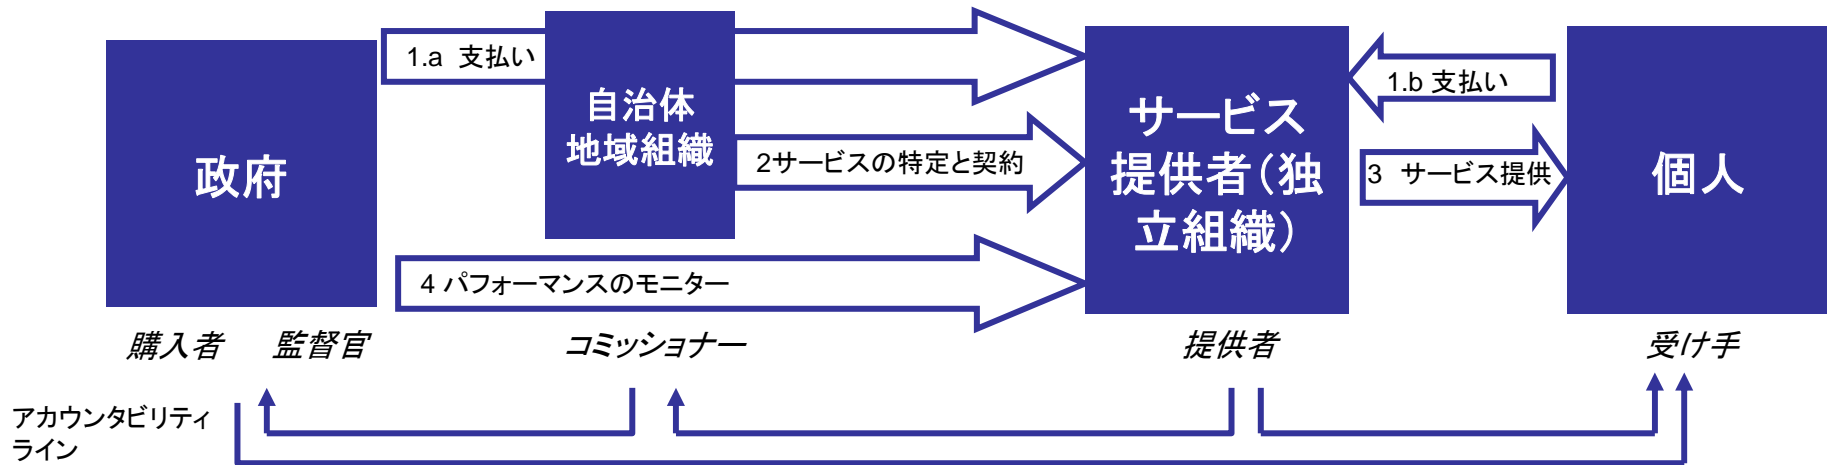 政府
1.a 支払い
自治体
地域組織
2サービスの特定と契約
4 パフォーマンスのモニター
サービス
提供者(独
立組織)
1.b 支払い
3 サービス提供
個人
購入者 監督官
コミッショナー
提供者
受け手
アカウンタビリティ
ライン